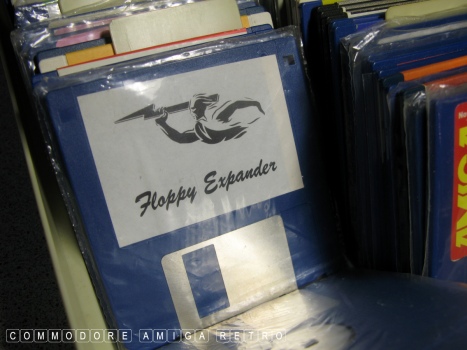 Floppy Expander
COMMODORE AMIGA RETRO